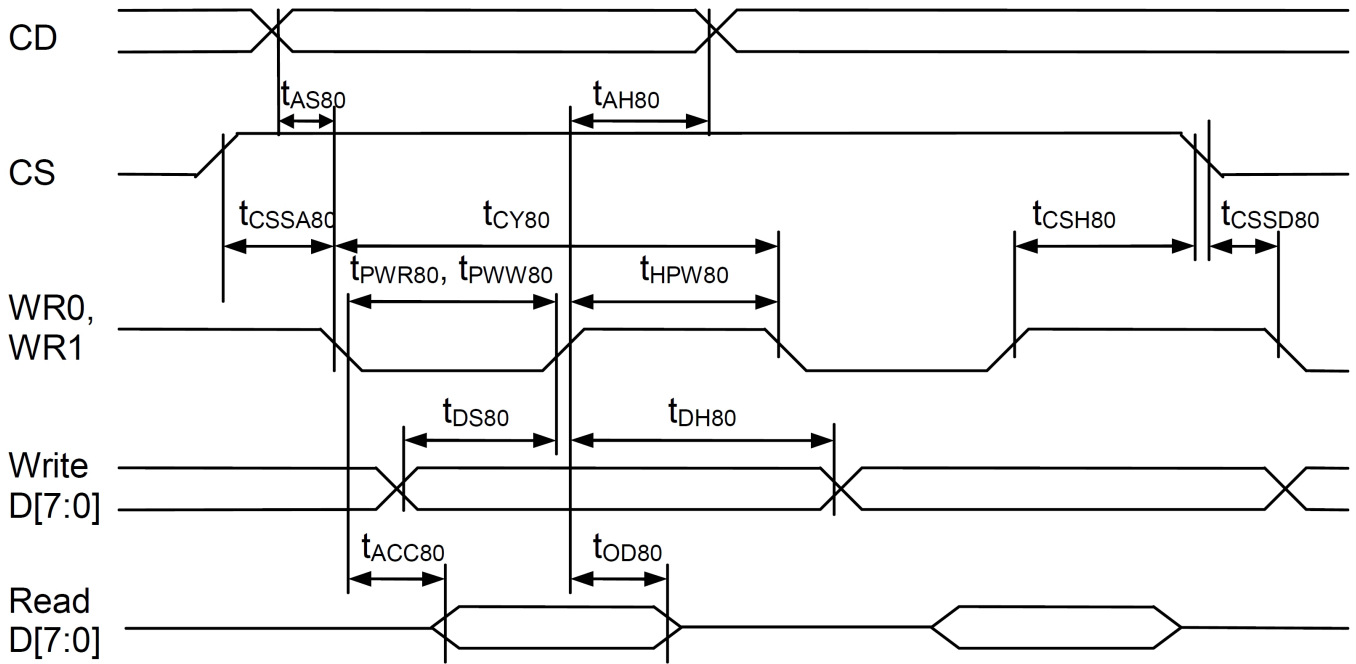 CD
tAS80
tAH80
CS
tCSSA80
tCY80
tCSH80
tCSSD80
tPWR80, tPWW80
tHPW80
WR0,
WR1
tDS80
tDH80
Write
D[7:0]
tACC80
tOD80
Read
D[7:0]